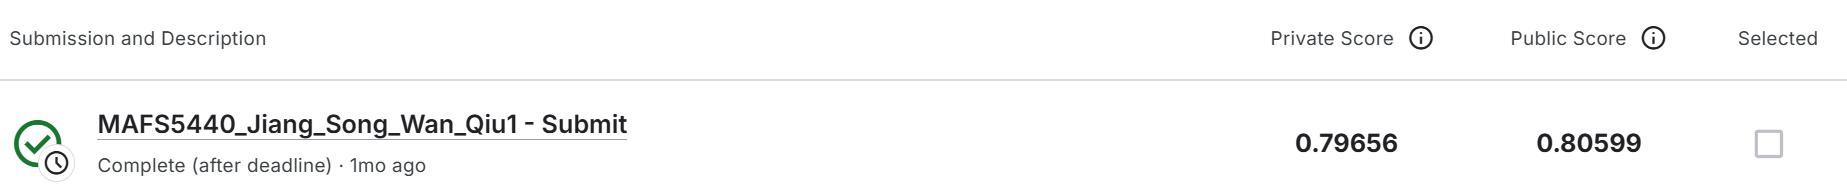 Submission and Description Private Score Public Score Selected
MAFS5440_Jiang_Song_Wan_Qiu1 - Submit
0.79656 0.80599
Complete (after deadline) · 1mo ago